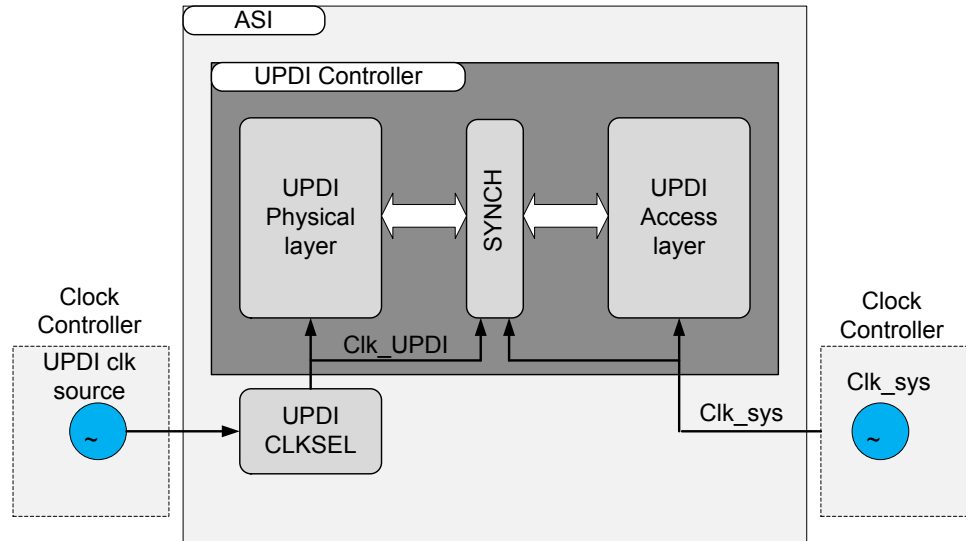 ASI
UPDI Controller
UPDI
Physical
layer
SYNCH
UPDI
Access
layer
Clock
Controller
UPDI clk
source
~
Clk_UPDI
UPDI
CLKSEL
Clk_sys
Clock
Controller
Clk_sys
~